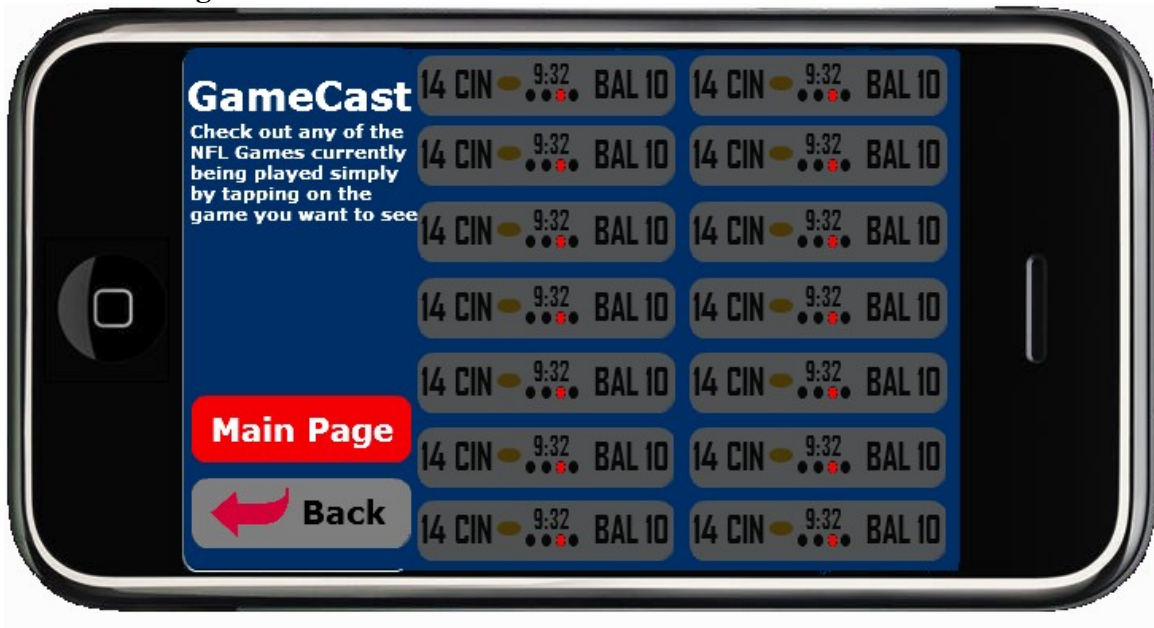 GameCast
Check out any of the
NFL Games currently
being played simply
by tapping on the
game you want to see
Main Page
Back
14 CIN 9:32 BAL 10
14 CIN 9:32 BAL 10
14 CIN 9:32 BAL 10
14 CIN 9:32 BAL 10
14 CIN 9:32 BAL 10
14 CIN 9:32 BAL 10
14 CIN 9:32 BAL 10
14 CIN 9:32 BAL 10
14 CIN 9:32 BAL 10
14 CIN 9:32 BAL 10
14 CIN 9:32 BAL 10
14 CIN 9:32 BAL 10
14 CIN 9:32 BAL 10
14 CIN 9:32 BAL 10